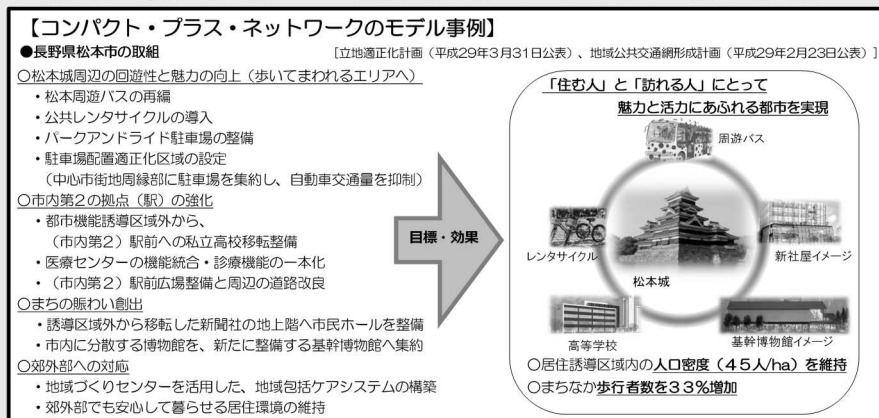 【コンパクト・プラス・ネットワークのモデル事例】
●長野県松本市の取組
[立地適正化計画（平成29年3月31日公表）、地域公共交通網形成計画（平成29年2月23日公表）]
○松本城周辺の回遊性と魅力の向上（歩いてまわれるエリアへ）
・松本周遊バスの再編
・公共レンタサイクルの導入
・パークアンドライド駐車場の整備
・駐車場配置適正化区域の設定
（中心市街地周縁部に駐車場を集約し、自動車交通量を抑制）
○市内第2の拠点（駅）の強化
・都市機能誘導区域外から、
（市内第2）駅前への私立高校移転整備
・医療センターの機能統合・診療機能の一本化
・（市内第2）駅前広場整備と周辺の道路改良
○まちの賑わい創出
・誘導区域外から移転した新聞社の地上階へ市民ホールを整備
・市内に分散する博物館を、新たに整備する基幹博物館へ集約
○郊外部への対応
・地域づくりセンターを活用した、地域包括ケアシステムの構築
・郊外部でも安心して暮らせる居住環境の維持
目標・効果
「住む人」と「訪れる人」にとって
魅力と活力にあふれる都市を実現
周遊バス
レンタサイクル
新社屋イメージ
松本城
高等学校
基幹博物館イメージ
○居住誘導区域内の人口密度（45人/ha）を維持
○まちなか歩行者数を33％増加